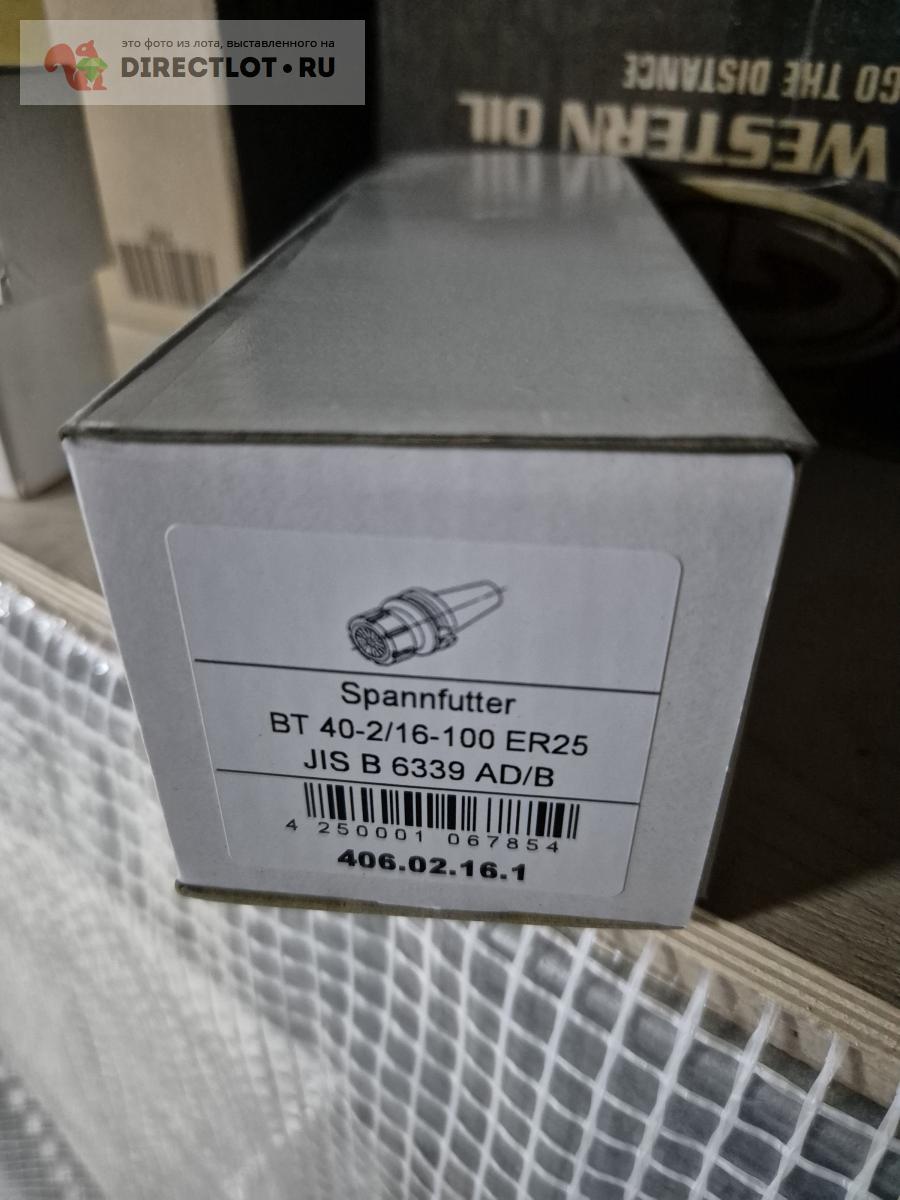 это фото из лота, выставленного на
DIRECTLOT.RU
GO THE DISTANCE
WESTERN OIL
Spannfutter
BT 40-2/16-100 ER25
JIS B 6339 AD/B
4 250001 067854
406.02.16.1